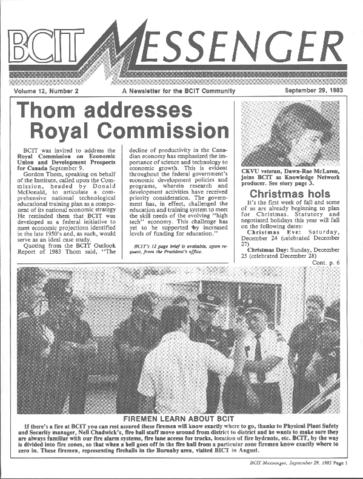 BCIT MESSENGER
Volume 12, Number 2 A Newsletter for the BCIT Community September 29, 1983
Thom addresses
Royal Commission
BCIT was invited to address the
Royal Commission on Economic
Union and Development Prospects
for Canada September 9.
Gordon Thom, speaking on behalf
of the Institute, called upon the Com-
mission, headed by Donald
McDonald, to articulate a com-
prehensive national technological
educational training plan as a compo-
nent of its national economic strategy
He reminded them that BCIT was
developed as a federal initiative to
meet economic projections identified
in the late 1950's and, as such, would
serve as an ideal case study.
Quoting from the BCIT Outlook
Report of 1983 Thom said, "The
decline of productivity in the Cana-
dian economy has emphasized the im-
portance of science and technology to
economic growth. This is evident
throughout the federal government's
economic development policies and
programs, wherein research and
development activities have received
priority consideration. The govern-
ment has, in effect, challenged the
education and training system to meet
the skill needs of the evolving "high
tech" economy. This challenge has
yet to be supported by increased
levels of funding for education."
BCIT's 12 page brief is available, upon re-
quest, from the President's office.
CKVU veteran, Dawn-Rae McLaren,
joins BCIT as Knowledge Network
producer. See story page 3.
Christmas hols
It's the first week of fall and some
of us are already beginning to plan
for Christmas. Statutory and
negotiated holidays this year will fall
on the following dates:
Christmas Eve: Saturday,
December 24 (celebrated December
27)
Christmas Day: Sunday, December
25 (celebrated December 28)
Cont. p. 6
FIREMEN LEARN ABOUT BCIT
If there's a fire at BCIT you can rest assured these firemen will know exactly where to go, thanks to Physical Plant Safety
and Security manager, Nell Chadwick's, fire hall staff move around from district to district and he wants to make sure they
are always familiar with our fire alarm systems, fire lane access for trucks, location of fire hydrants, etc. BCIT, by the way
is divided into fire zones, so that when a bell goes off in the fire hall from a particular zone firemen know exactly where to
zero in. These firemen, representing firehalls in the Burnaby area, visited BICT in August.
BCIT Messenger, September 29, 1983 Page 1